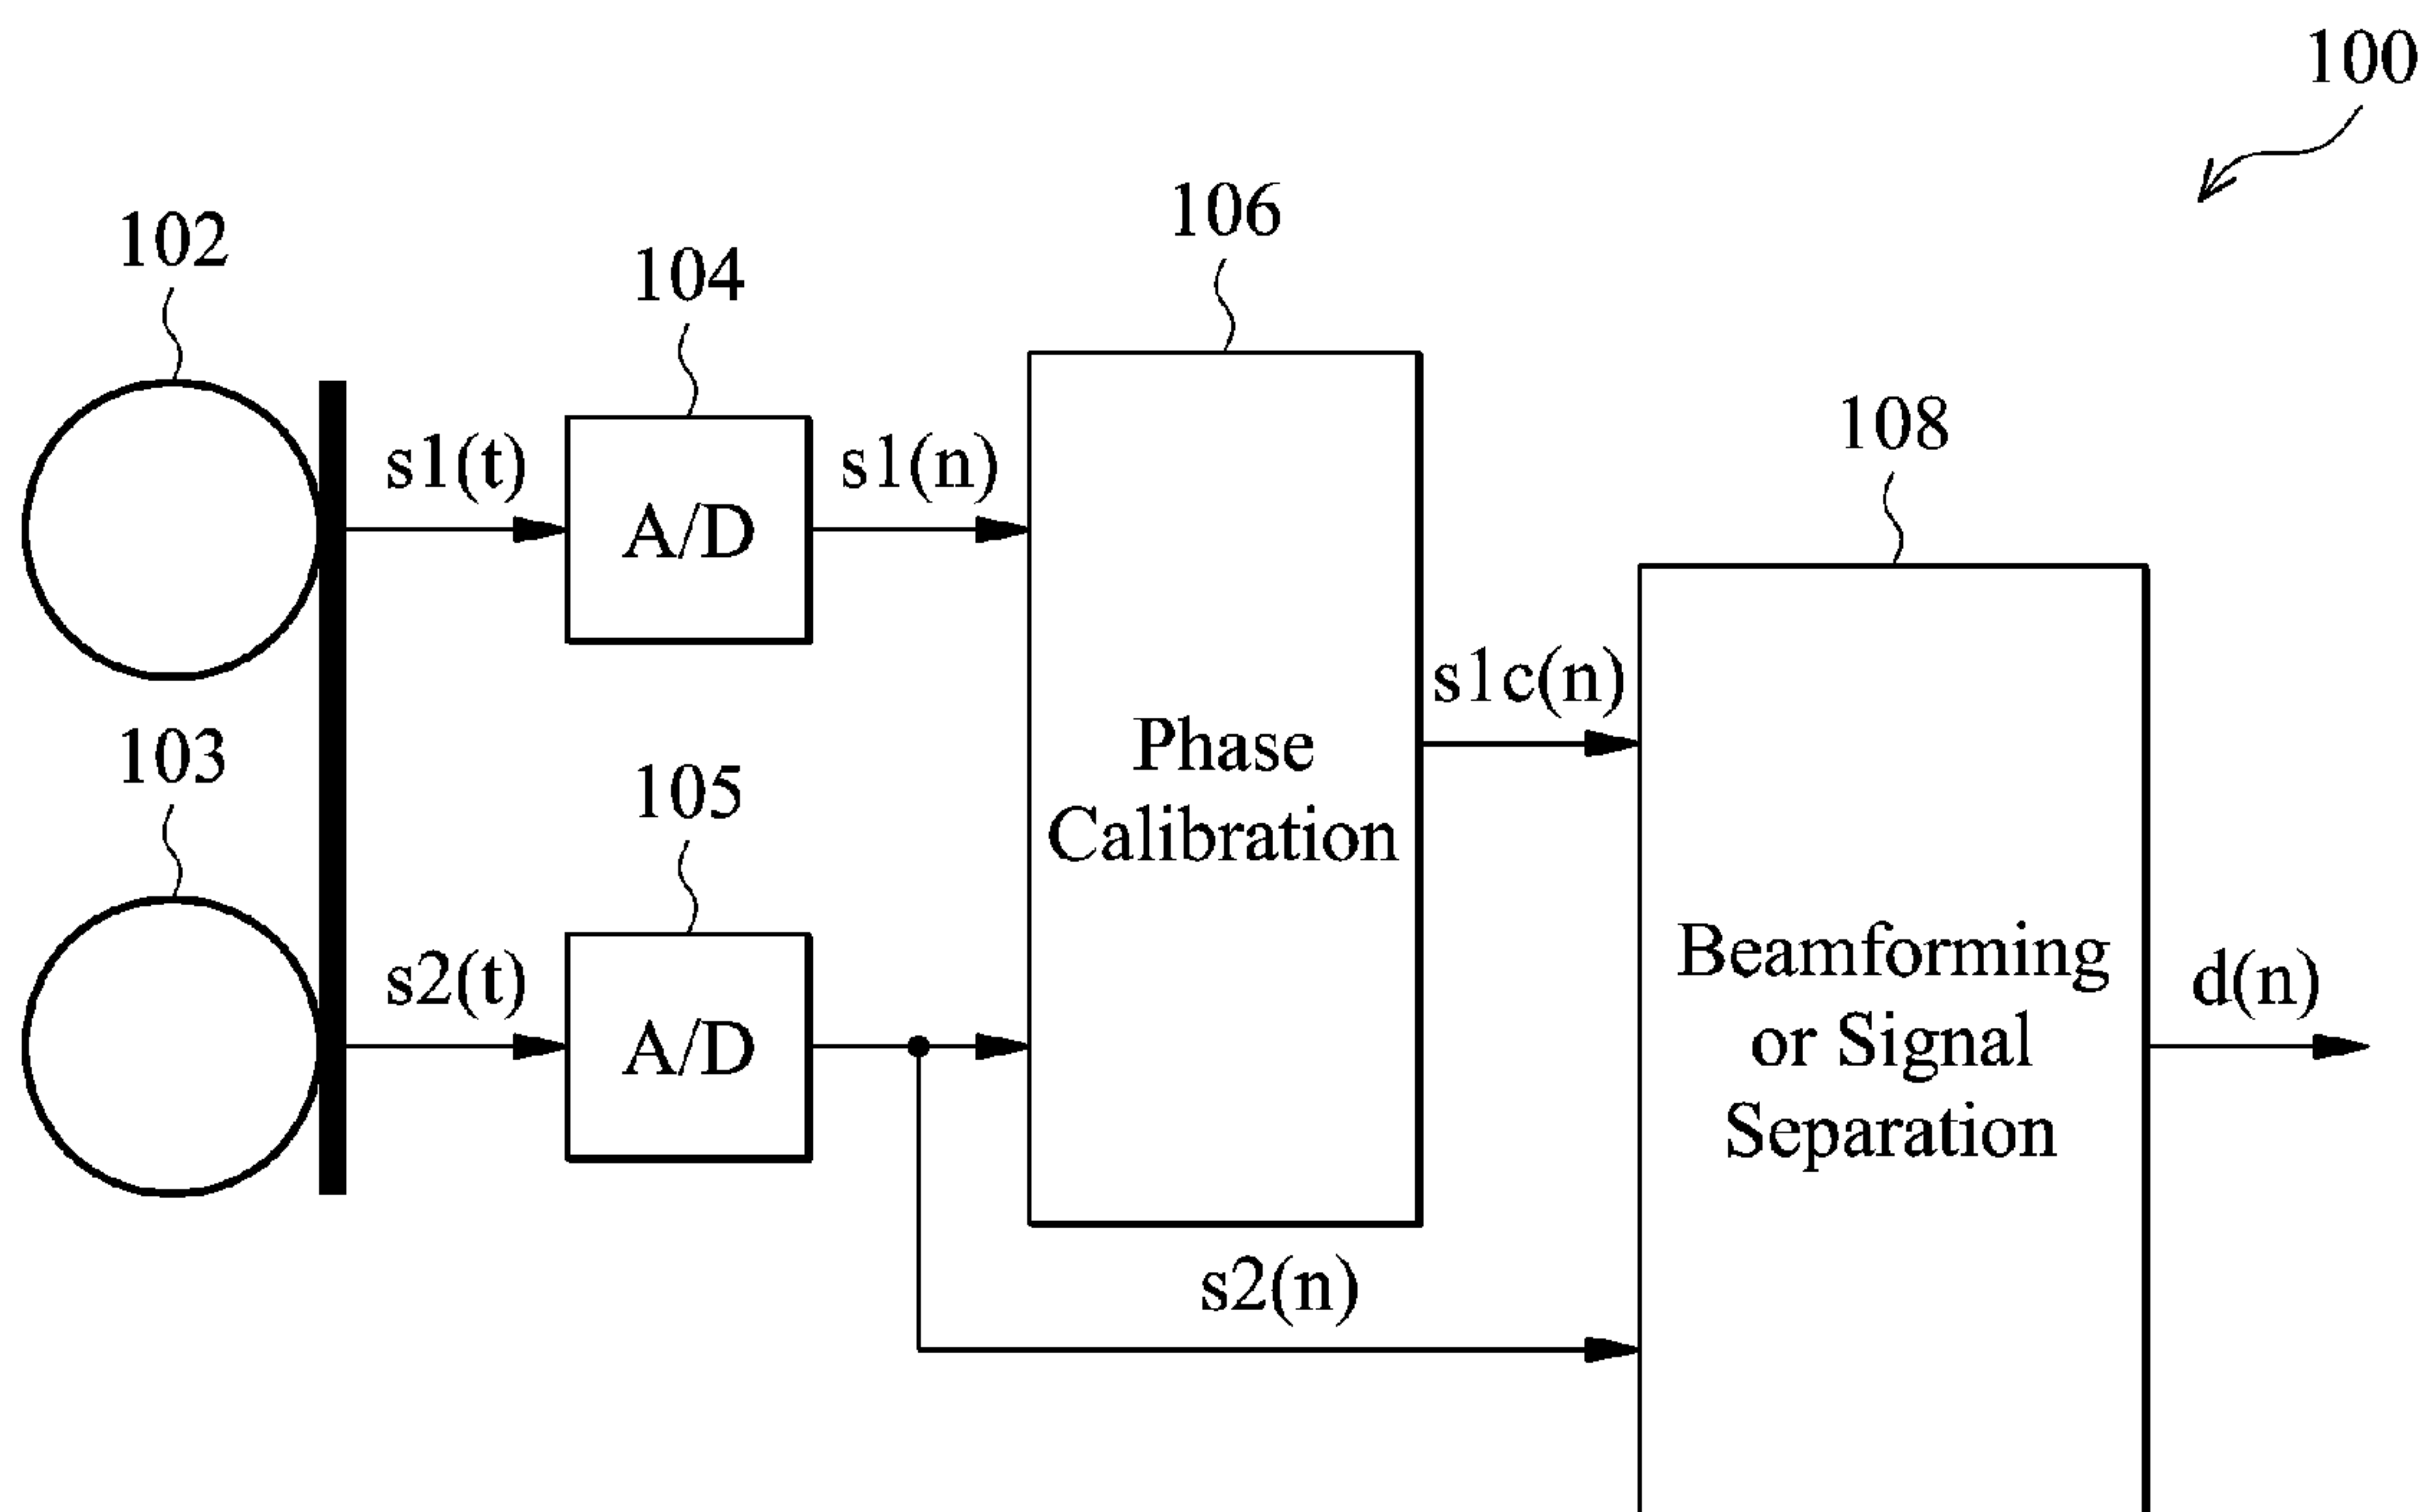 100
106
102
104
108
s1(t)
A/D
s1(n)
s1c(n)
Phase
Calibration
103
105
s2(t)
A/D
Beamforming
or Signal
Separation
d(n)
s2(n)